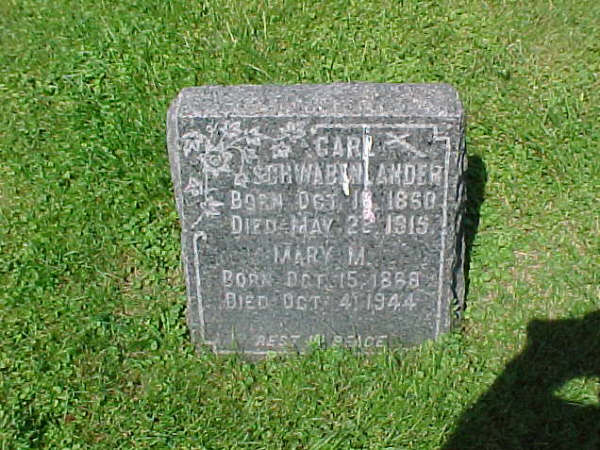 CARL
SCHWABENLANDER
BORN OCT. 1860
DIED MAY 1915
MARY M.
BORN OCT. 15, 1868
DIED OCT. 4, 1944
REST IN PEACE